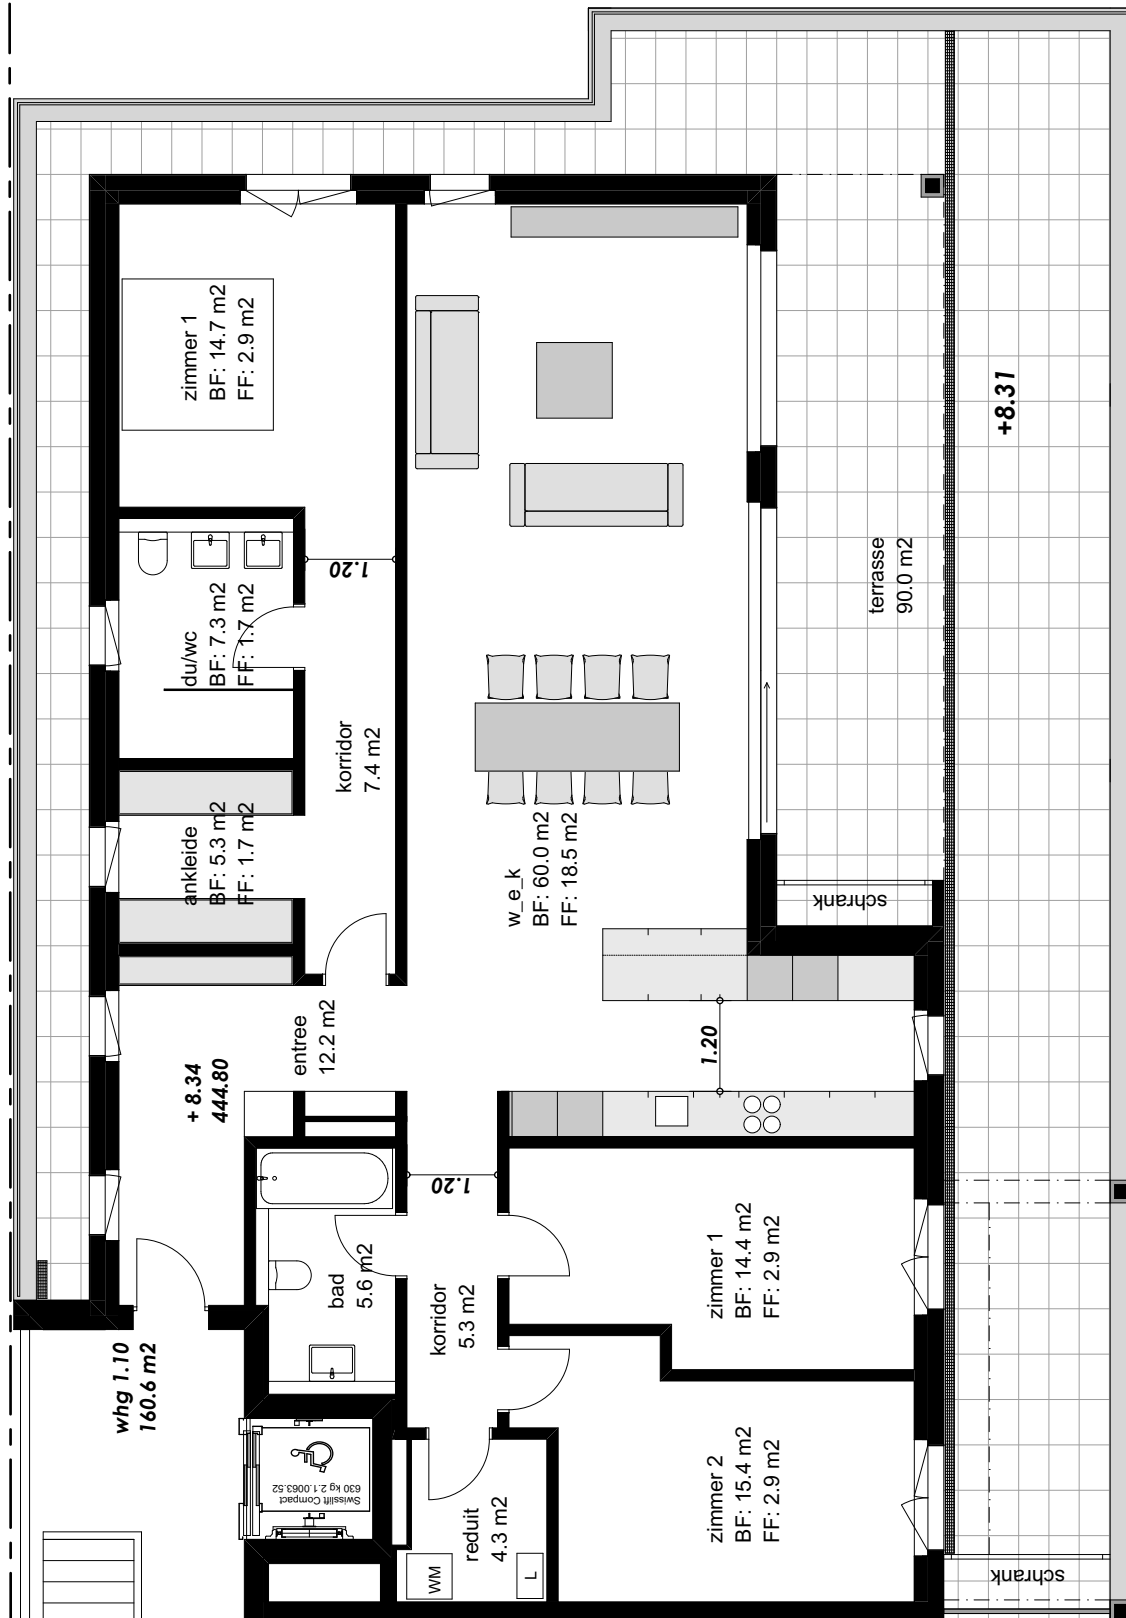 zimmer 1
BF: 14.7 m2
FF: 2.9 m2
du/wc
BF: 7.3 m2
FF: 1.7 m2
1.20
korridor
7.4 m2
ankleide
BF: 5.3 m2
FF: 1.7 m2
w_e_k
BF: 60.0 m2
FF: 18.5 m2
terrasse
90.0 m2
+8.31
schrank
entree
12.2 m2
+ 8.34
444.80
1.20
1.20
bad
5.6 m2
korridor
5.3 m2
zimmer 1
BF: 14.4 m2
FF: 2.9 m2
whg 1.10
160.6 m2
Swisslift Compact
630 kg 2.1.0063.52
reduit
4.3 m2
WM
L
zimmer 2
BF: 15.4 m2
FF: 2.9 m2
schrank